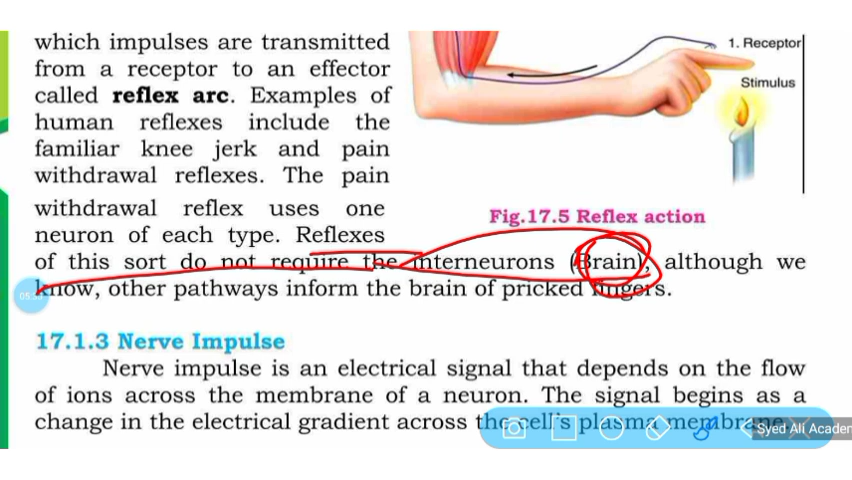 which impulses are transmitted
from a receptor to an effector
called reflex arc. Examples of
human reflexes include the
familiar knee jerk and pain
withdrawal reflexes. The pain
withdrawal reflex uses one
neuron of each type. Reflexes
of this sort do not require the interneurons (Brain), although we
know, other pathways inform the brain of pricked fingers.
1. Receptor
Stimulus
Fig.17.5 Reflex action
17.1.3 Nerve Impulse
Nerve impulse is an electrical signal that depends on the flow
of ions across the membrane of a neuron. The signal begins as a
change in the electrical gradient across the cell's plasma membrane.
Syed Ali Academ